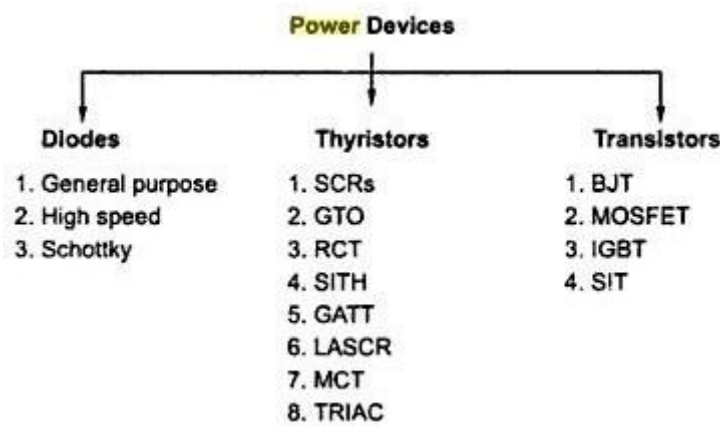 Power Devices
Diodes
1. General purpose
2. High speed
3. Schottky
Thyristors
1. SCRs
2. GTO
3. RCT
4. SITH
5. GATT
6. LASCR
7. MCT
8. TRIAC
Transistors
1. BJT
2. MOSFET
3. IGBT
4. SIT